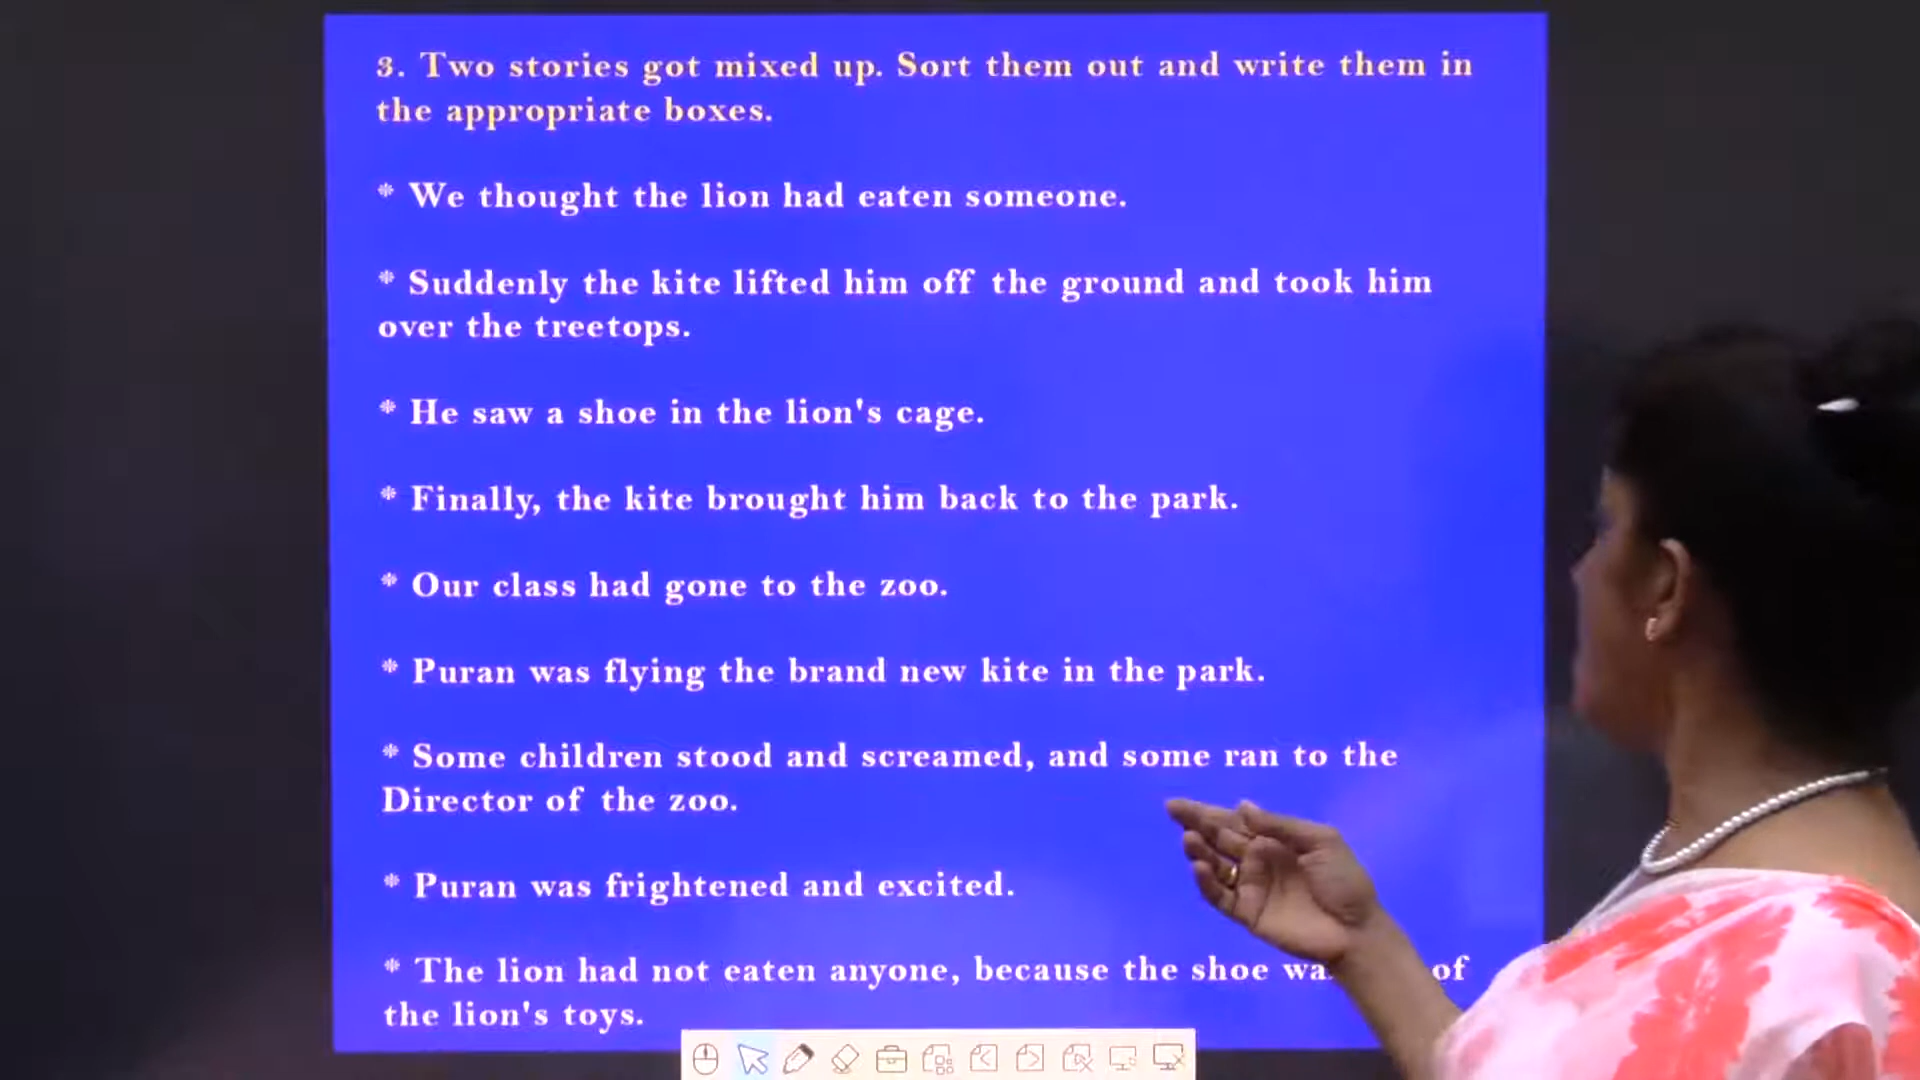 3. Two stories got mixed up. Sort them out and write them in
the appropriate boxes.
* We thought the lion had eaten someone.
* Suddenly the kite lifted him off the ground and took him
over the treetops.
* He saw a shoe in the lion's cage.
* Finally, the kite brought him back to the park.
* Our class had gone to the zoo.
* Puran was flying the brand new kite in the park.
* Some children stood and screamed, and some ran to the
Director of the zoo.
* Puran was frightened and excited.
* The lion had not eaten anyone, because the shoe of
the lion's toys.